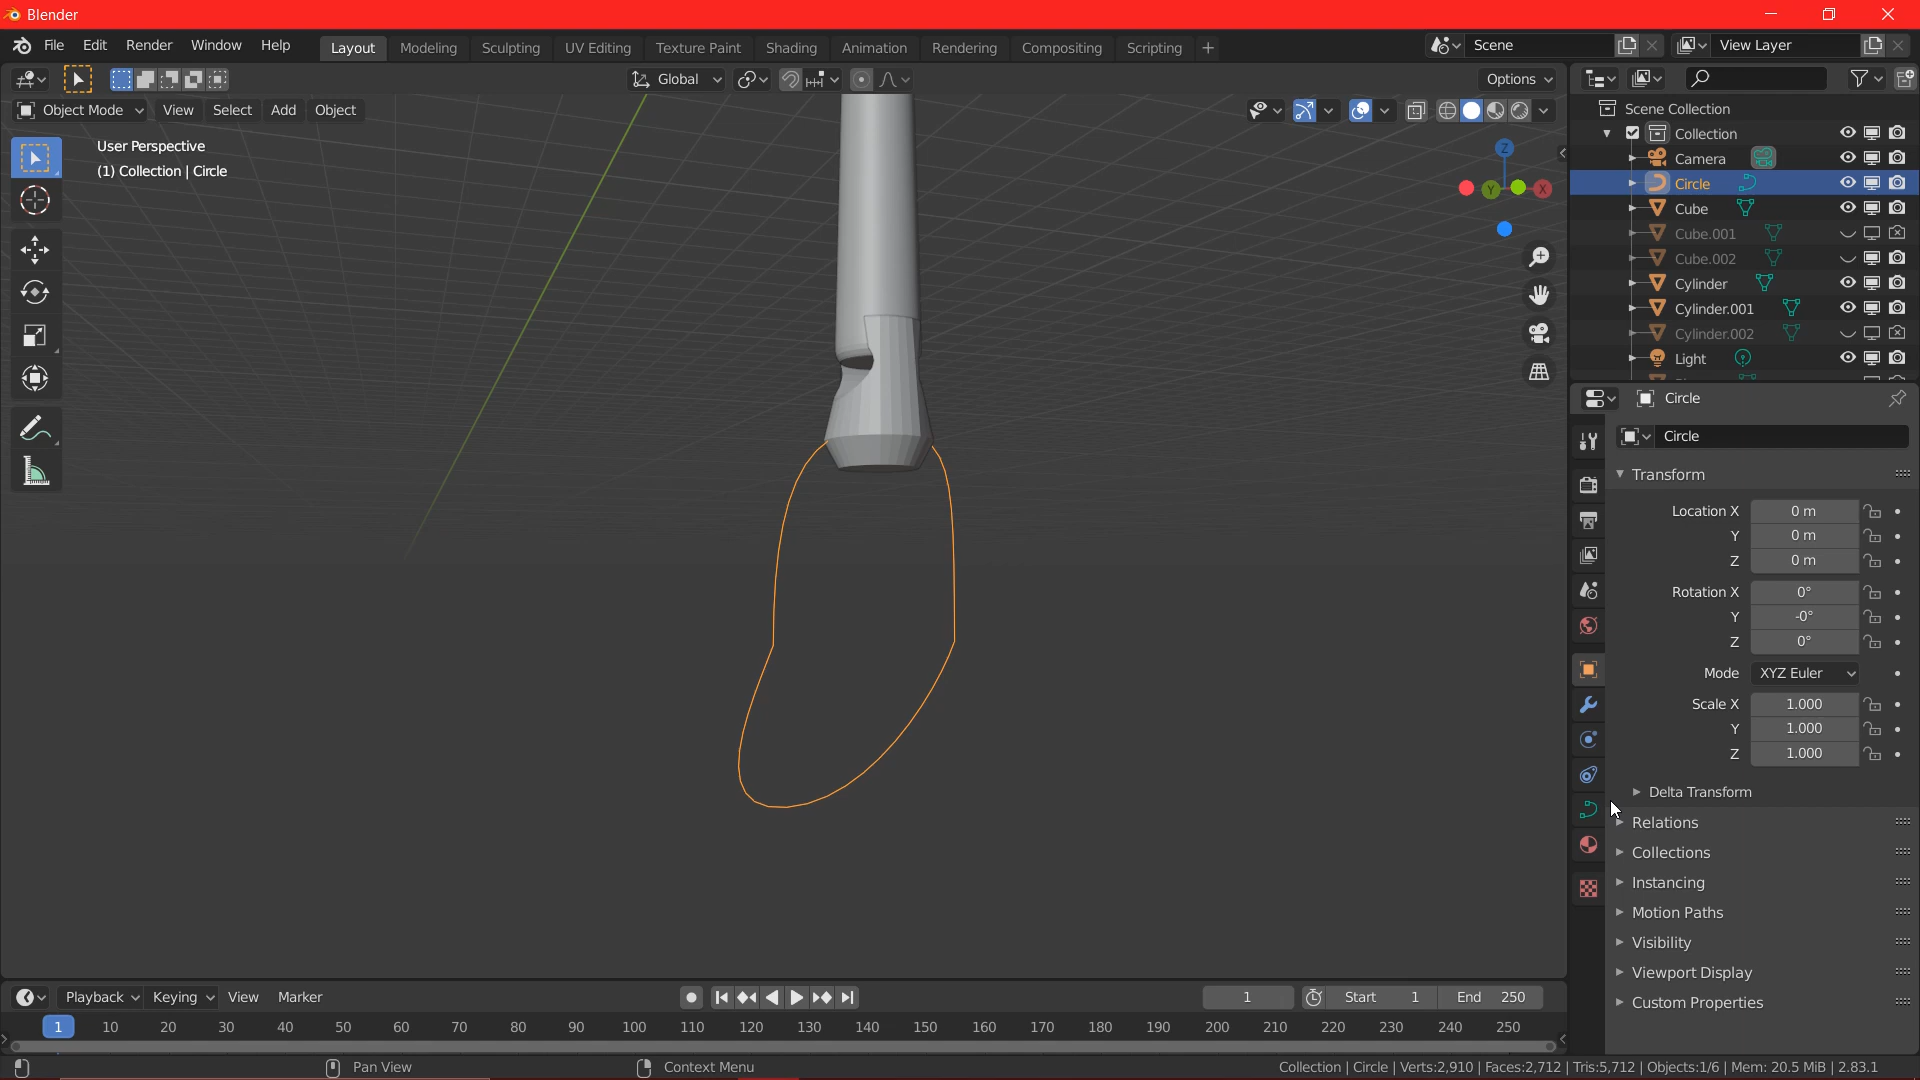 Blender
File Edit Render Window Help Layout Modeling Sculpting UV Editing Texture Paint Shading Animation Rendering Compositing Scripting + Scene View Layer
Global Options
Object Mode View Select Add Object
User Perspective
(1) Collection | Circle
Z
Y X
Scene Collection
Collection
Camera
Circle
Cube
Cube.001
Cube.002
Cylinder
Cylinder.001
Cylinder.002
Light
Circle
Circle
Transform
Location X 0 m
Y 0 m
Z 0 m
Rotation X 0°
Y -0°
Z 0°
Mode XYZ Euler
Scale X 1.000
Y 1.000
Z 1.000
Delta Transform
Relations
Collections
Instancing
Motion Paths
Visibility
Viewport Display
Custom Properties
Playback Keying View Marker 1 Start 1 End 250
1 10 20 30 40 50 60 70 80 90 100 110 120 130 140 150 160 170 180 190 200 210 220 230 240 250
Pan View Context Menu Collection | Circle | Verts:2,910 | Faces:2,712 | Tris:5,712 | Objects:1/6 | Mem: 20.5 MiB | 2.83.1